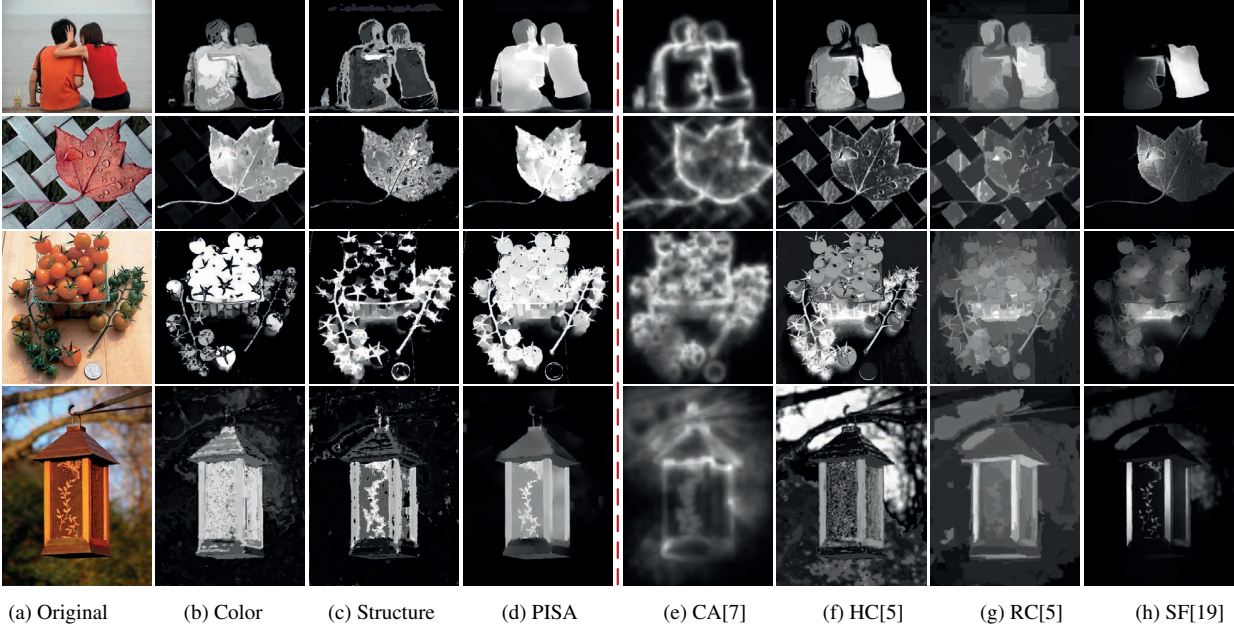 (a) Original (b) Color (c) Structure (d) PISA (e) CA[7] (f) HC[5] (g) RC[5] (h) SF[19]